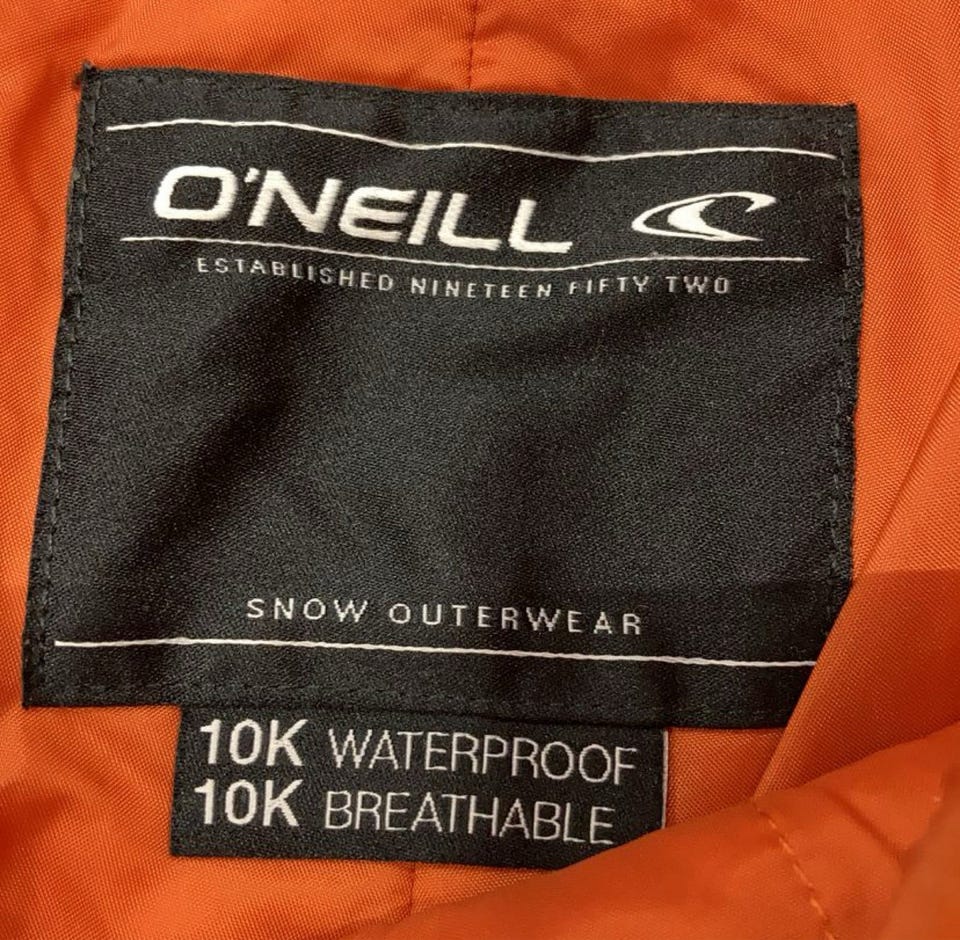 O'NEILL
ESTABLISHED NINETEEN FIFTY TWO
SNOW OUTERWEAR
10K WATERPROOF
10K BREATHABLE